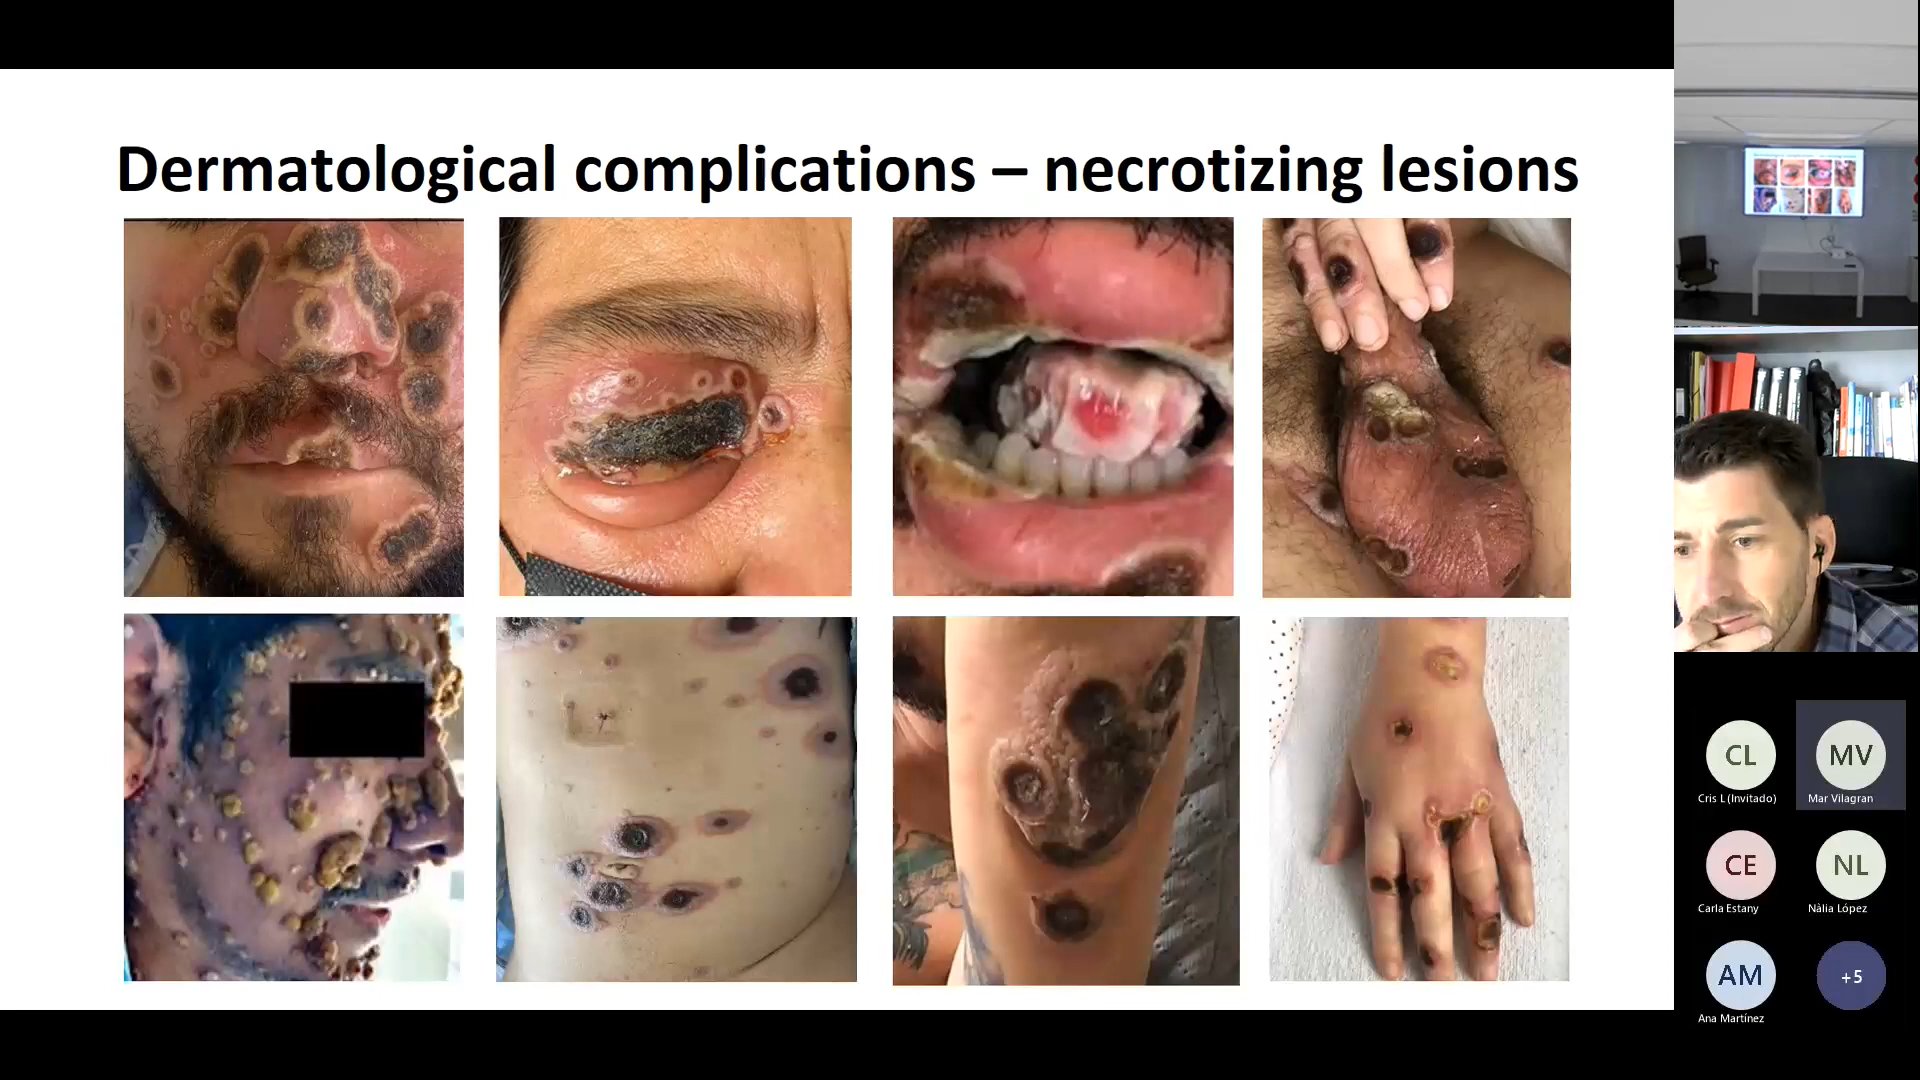 Dermatological complications – necrotizing lesions
CL
Cris L (Invitado)
MV
Mar Vilagran
CE
Carla Estany
NL
Nàlia López
AM
Ana Martínez
+5